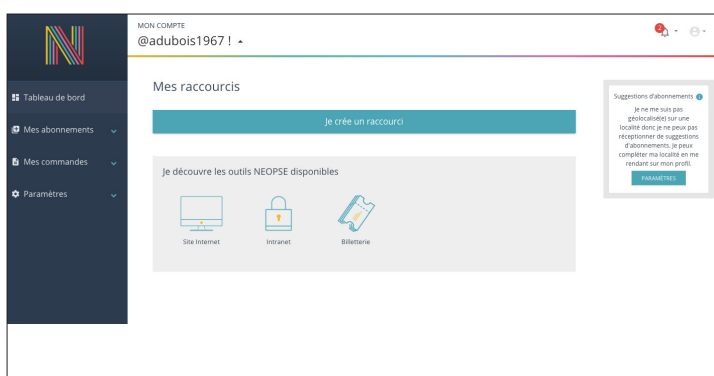 MON COMPTE
@adubois1967 !
2
Tableau de bord
Mes abonnements
Mes commandes
Paramètres
Mes raccourcis
Je crée un raccourci
Je découvre les outils NEOPSE disponibles
Site Internet
Intranet
Billetterie
Suggestions d'abonnements
Je ne me suis pas
géolocalisé(e) sur une
localité donc je ne peux pas
réceptionner de suggestions
d'abonnements. Je peux
compléter ma localité en me
rendant sur mon profil.
PARAMÈTRES